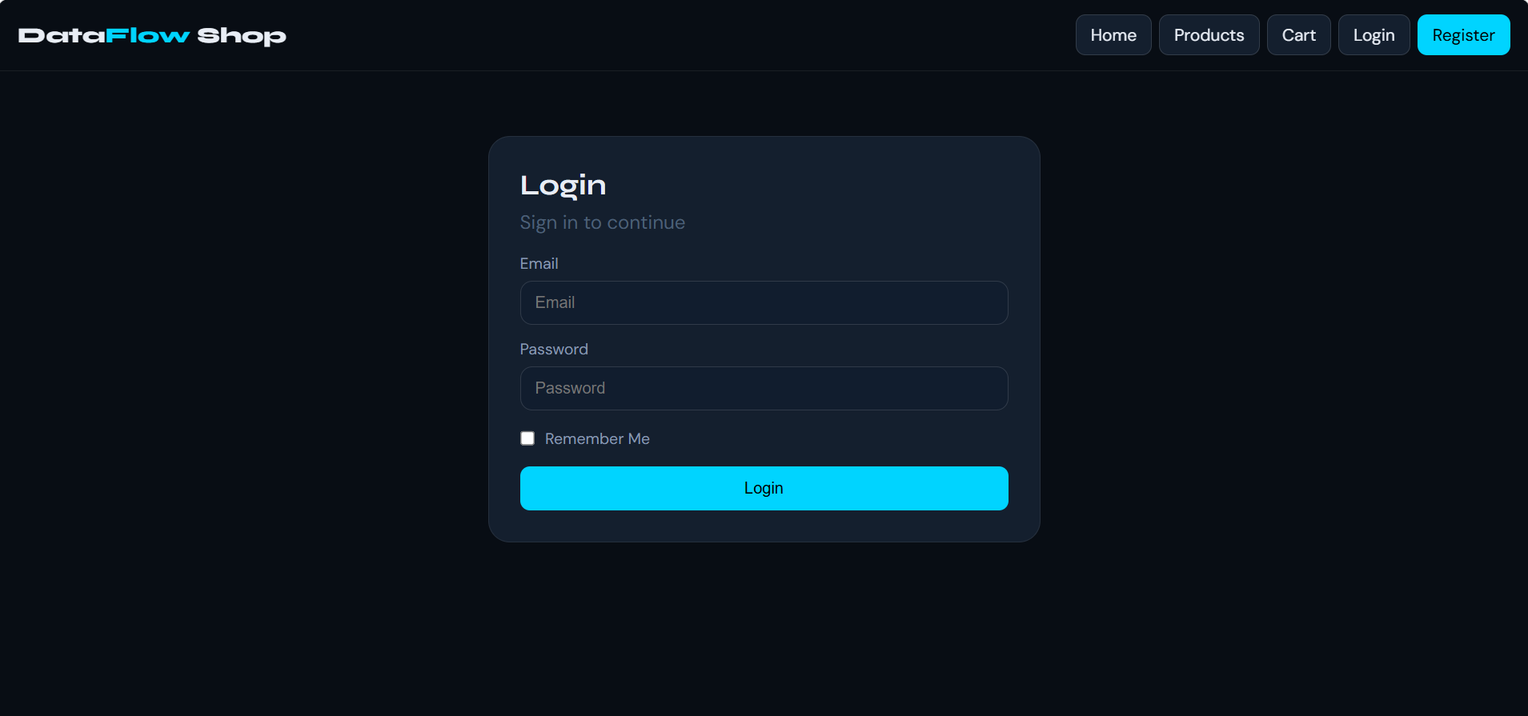 DataFlow Shop
Home Products Cart Login Register
Login
Sign in to continue
Email
Email
Password
Password
Remember Me
Login